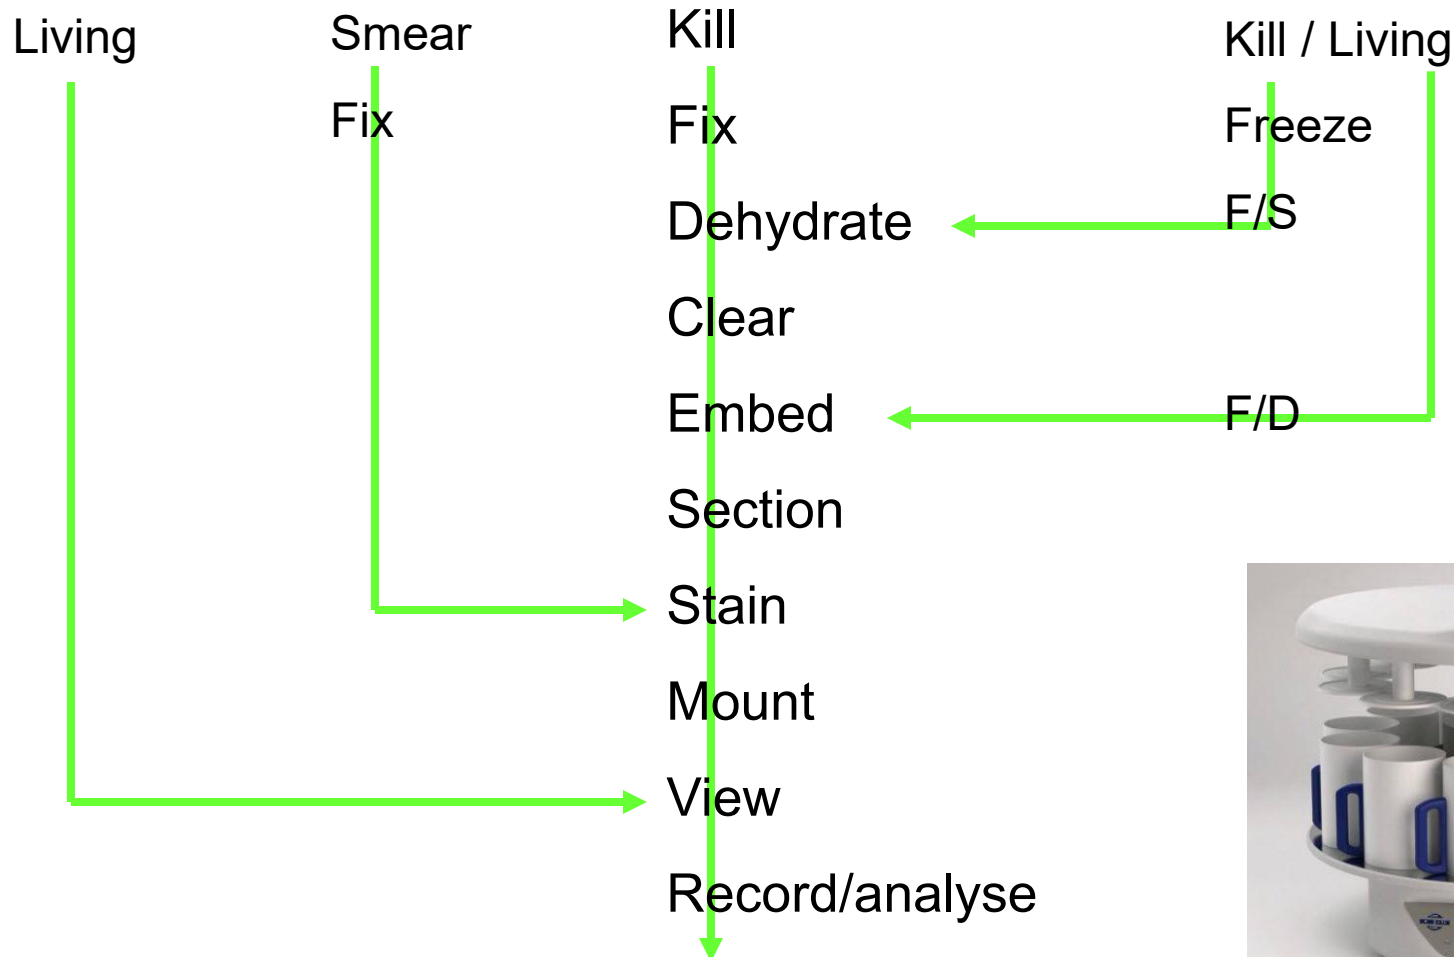 Living
Smear
Kill
Kill / Living
Fix
Fix
Freeze
Dehydrate
F/S
Clear
Embed
F/D
Section
Stain
Mount
View
Record/analyse